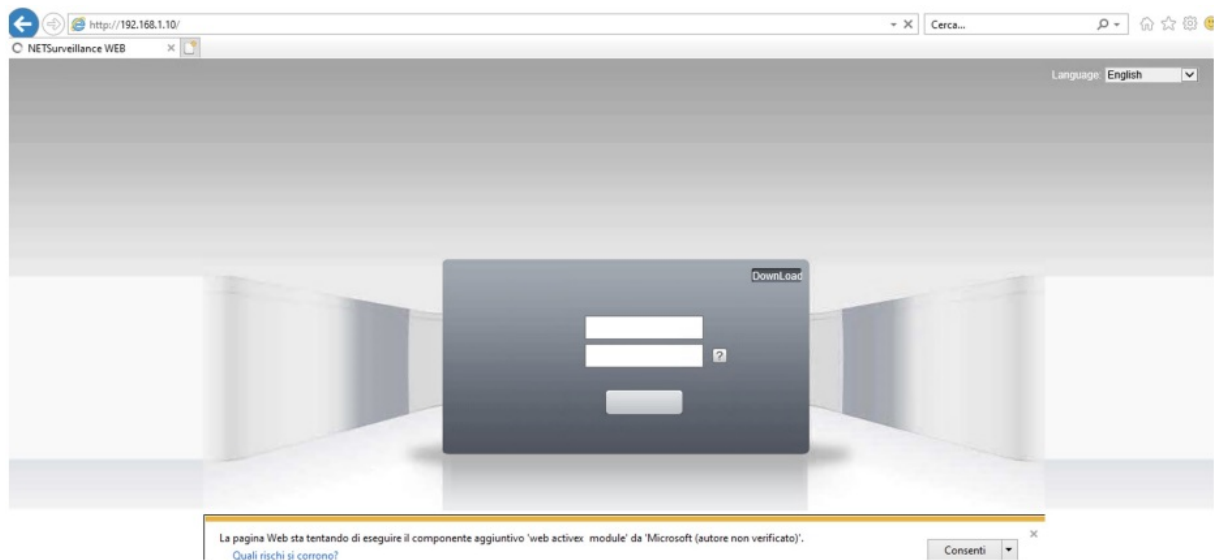 http://192.168.1.10/
Cerca...
NETSurveillance WEB
Language: English
DownLoad
?
La pagina Web sta tentando di eseguire il componente aggiuntivo 'web activex module' da 'Microsoft (autore non verificato)'.
Quali rischi si corrono?
Consenti